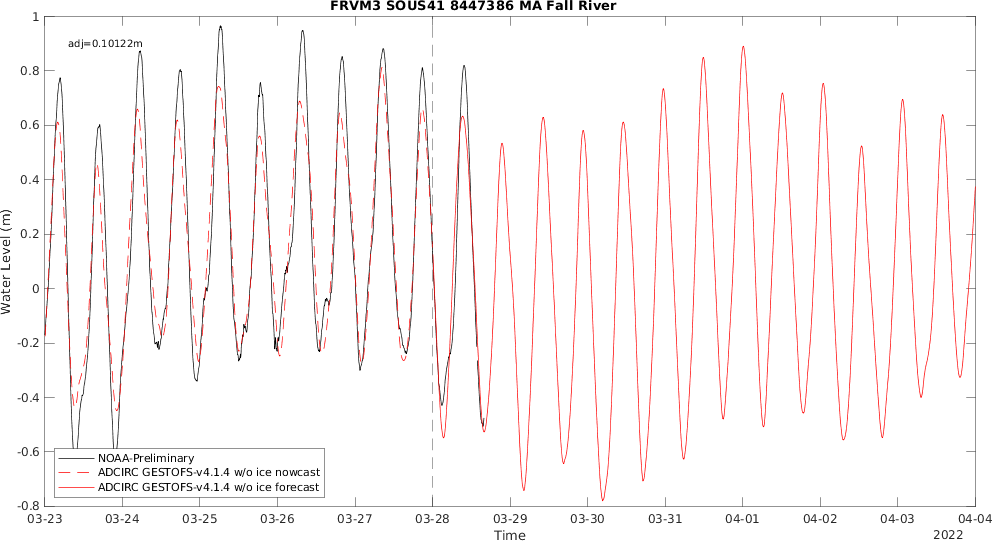 FRVM3 SOUS41 8447386 MA Fall River
adj=0.10122m
Water Level (m)
1
0.8
0.6
0.4
0.2
0
-0.2
-0.4
-0.6
-0.8
NOAA-Preliminary
ADCIRC GESTOFS-v4.1.4 w/o ice nowcast
ADCIRC GESTOFS-v4.1.4 w/o ice forecast
03-23 03-24 03-25 03-26 03-27 03-28 03-29 03-30 03-31 04-01 04-02 04-03 04-04
Time
2022